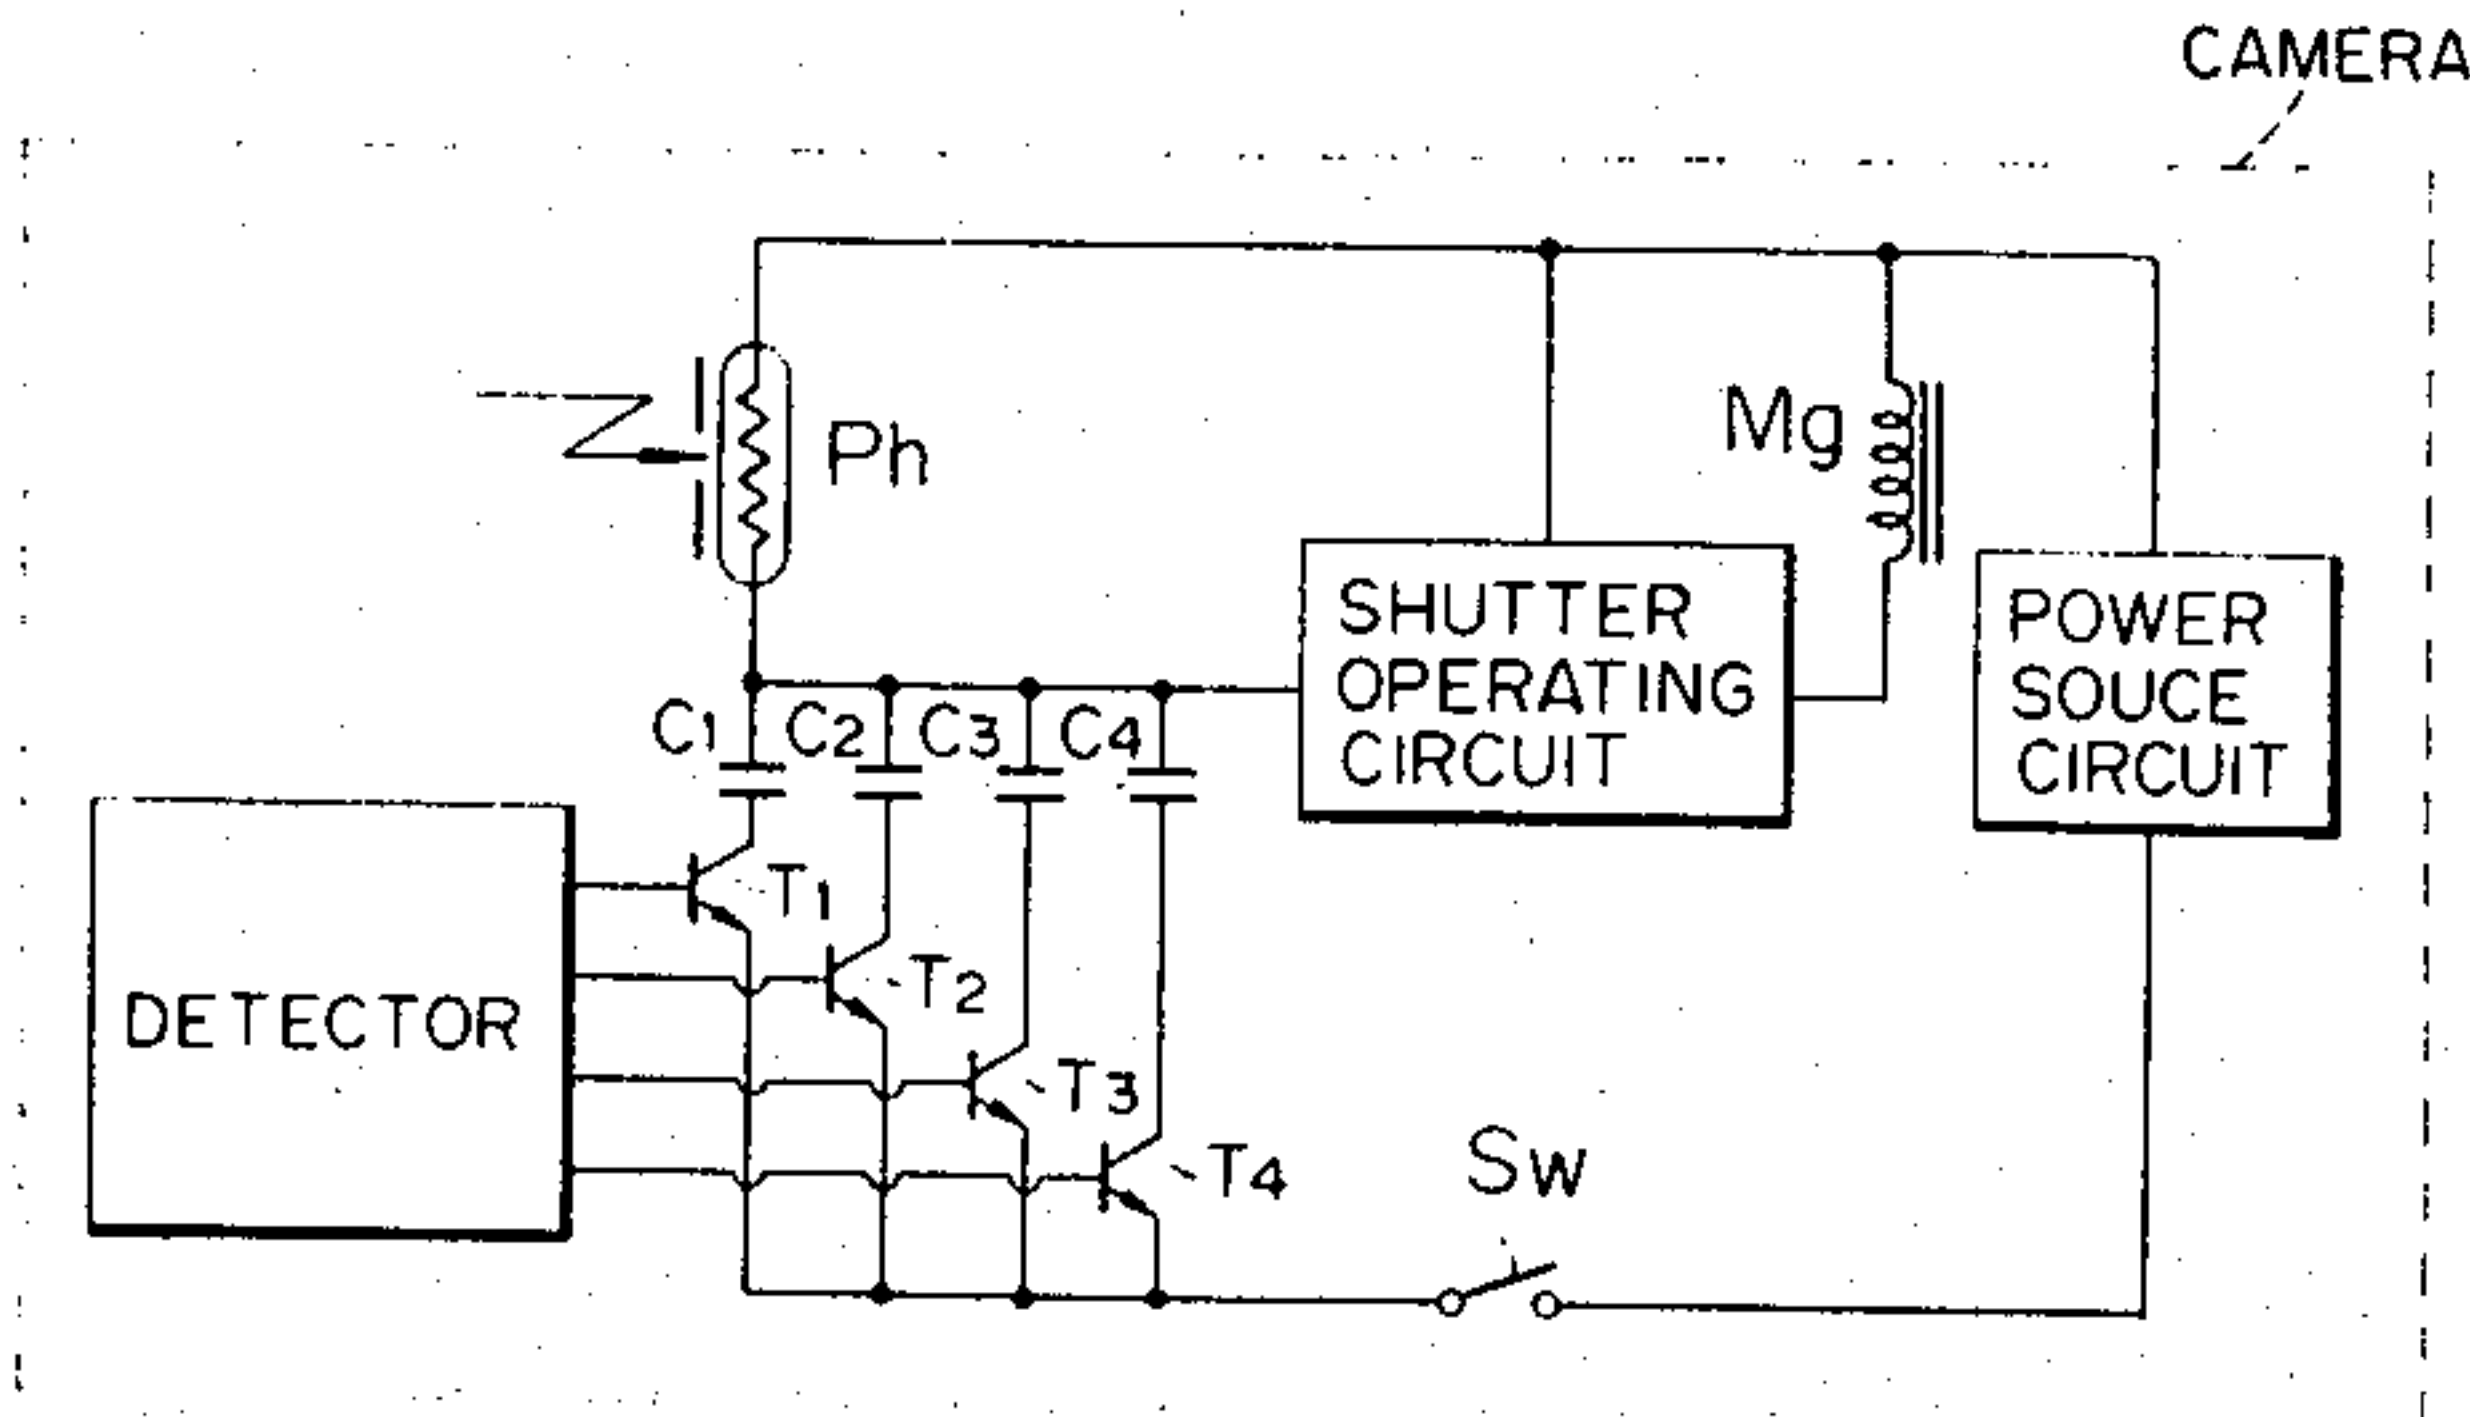 CAMERA
Ph
Mg
SHUTTER
OPERATING
CIRCUIT
POWER
SOUCE
CIRCUIT
C1
C2
C3
C4
DETECTOR
T1
T2
T3
T4
Sw